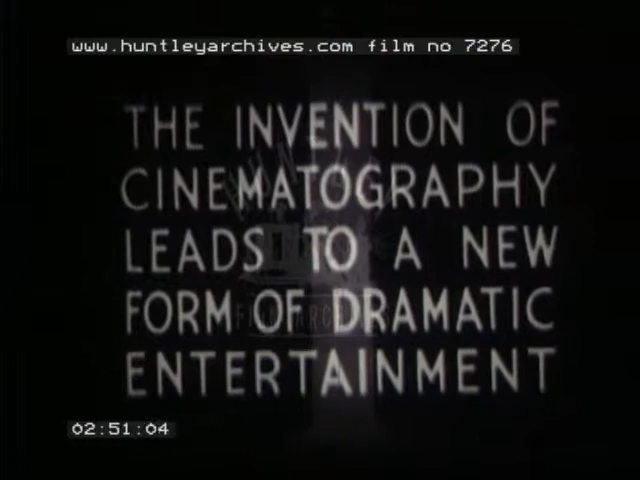 www.huntleyarchives.com film no 7276
THE INVENTION OF
CINEMATOGRAPHY
LEADS TO A NEW
FORM OF DRAMATIC
ENTERTAINMENT
02:51:04